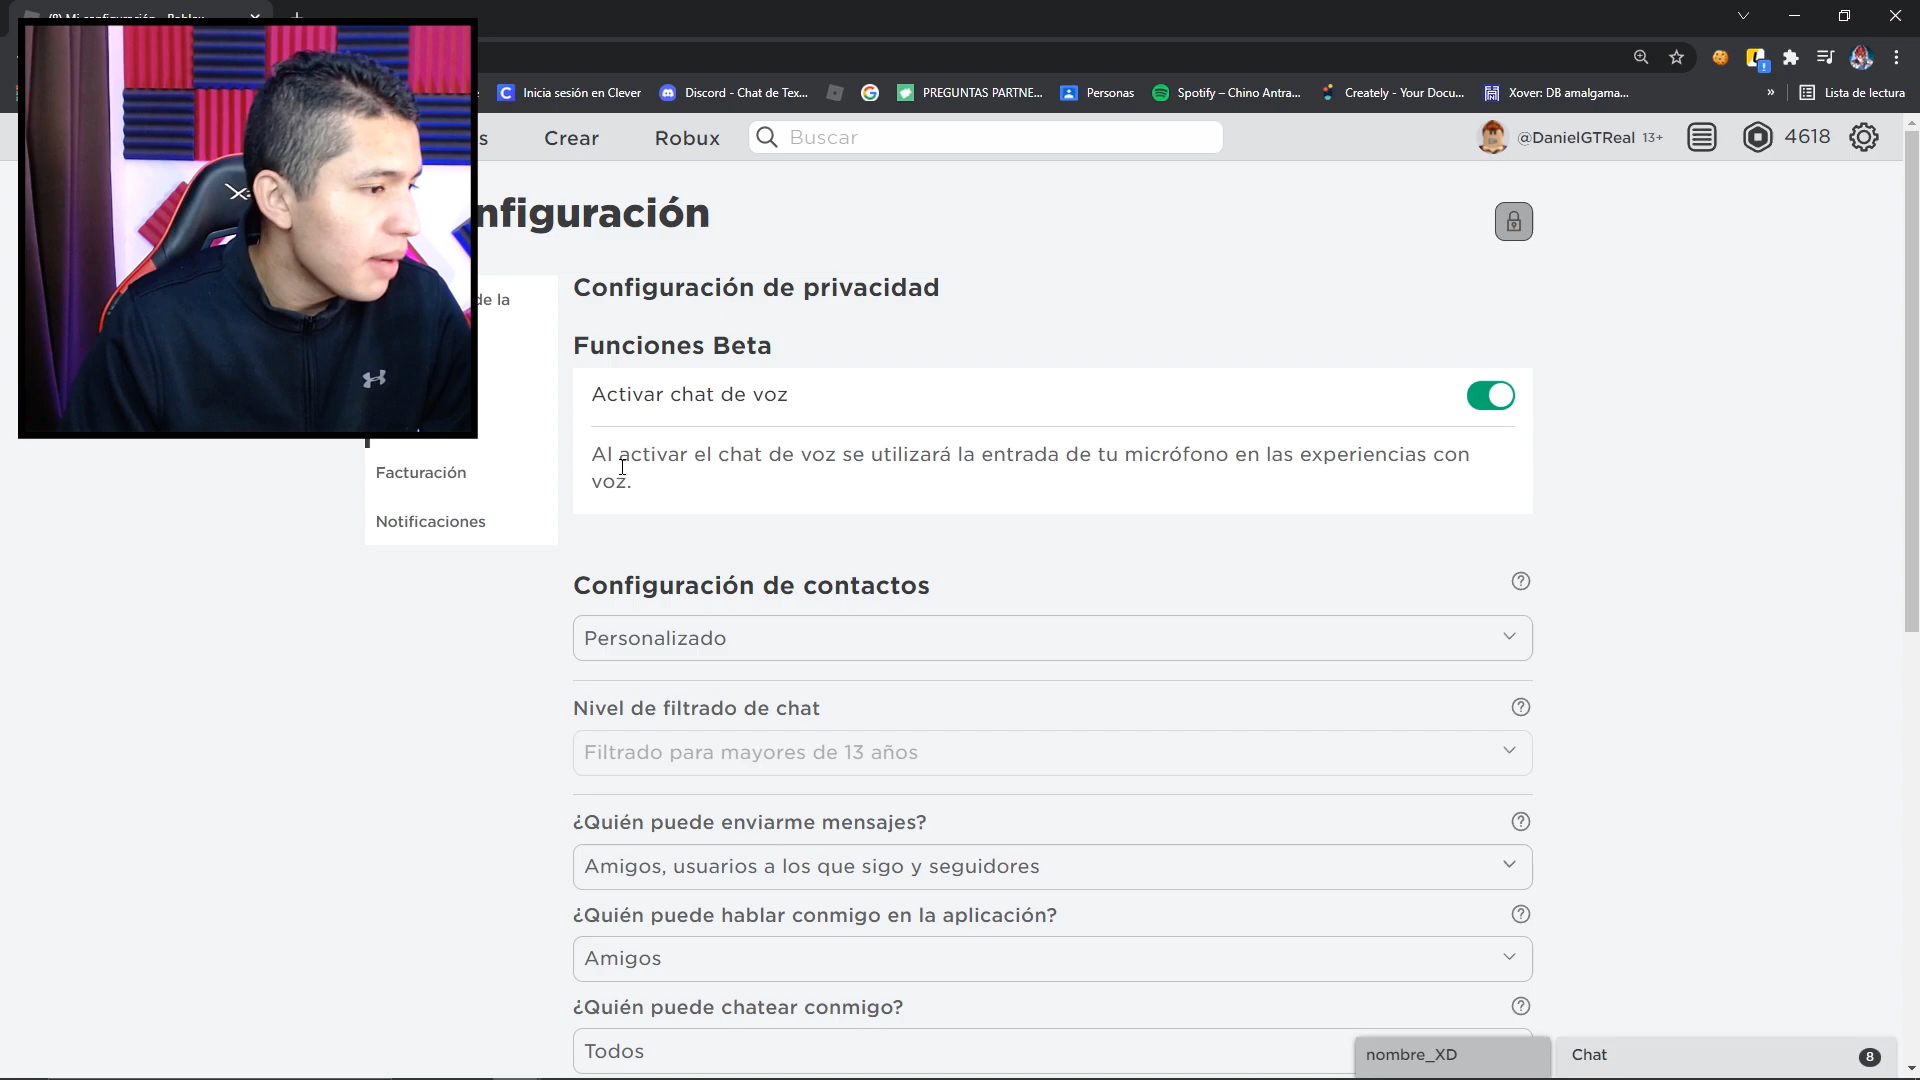 Inicia sesión en Clever
Discord - Chat de Tex...
PREGUNTAS PARTNE...
Personas
Spotify – Chino Antra...
Creately - Your Docu...
Xover: DB amalgama...
»
Lista de lectura
s
Crear
Robux
Buscar
@DanielGTReal 13+
4618
nfiguración
de la
Facturación
Notificaciones
Configuración de privacidad
Funciones Beta
Activar chat de voz
Al activar el chat de voz se utilizará la entrada de tu micrófono en las experiencias con
voz.
Configuración de contactos
Personalizado
Nivel de filtrado de chat
Filtrado para mayores de 13 años
¿Quién puede enviarme mensajes?
Amigos, usuarios a los que sigo y seguidores
¿Quién puede hablar conmigo en la aplicación?
Amigos
¿Quién puede chatear conmigo?
Todos
nombre_XD
Chat
8